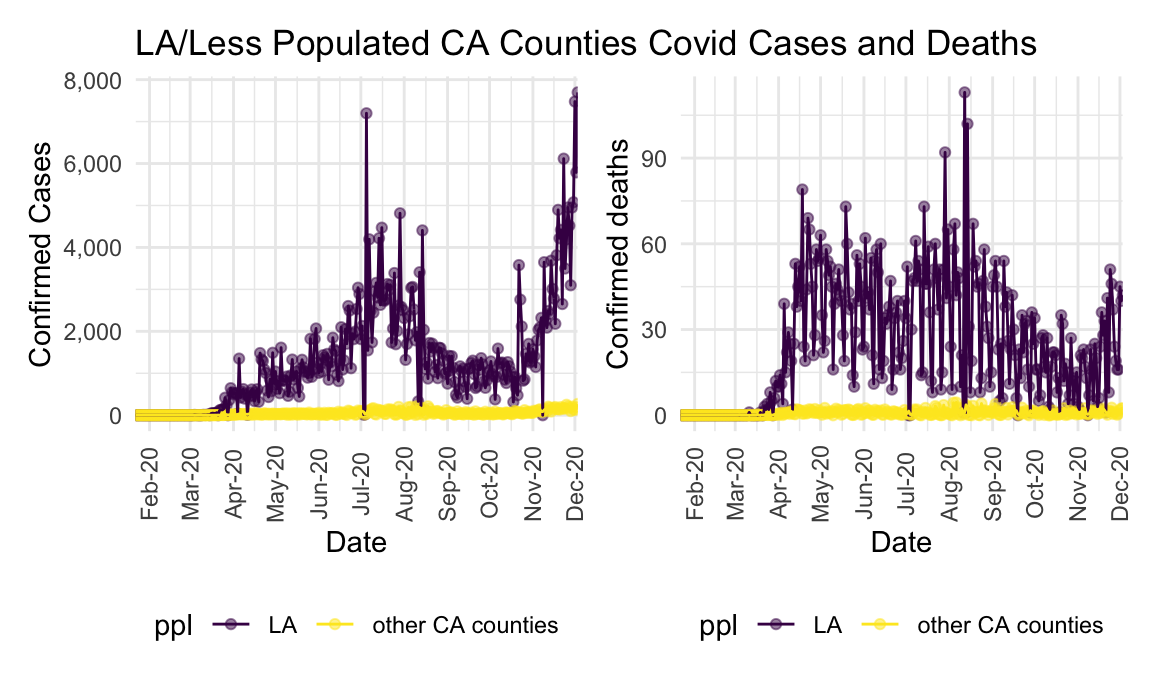 LA/Less Populated CA Counties Covid Cases and Deaths
Confirmed Cases
8,000
6,000
4,000
2,000
0
Feb-20
Mar-20
Apr-20
May-20
Jun-20
Jul-20
Aug-20
Sep-20
Oct-20
Nov-20
Dec-20
Date
ppl LA other CA counties
Confirmed deaths
90
60
30
0
Feb-20
Mar-20
Apr-20
May-20
Jun-20
Jul-20
Aug-20
Sep-20
Oct-20
Nov-20
Dec-20
Date
ppl LA other CA counties